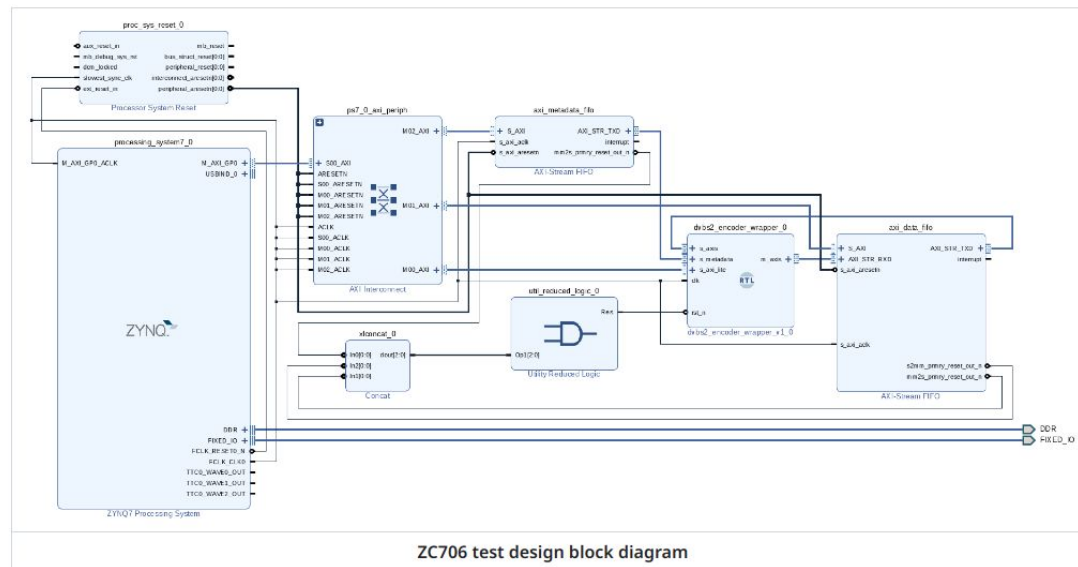 proc_sys_reset_0
aux_reset_in
mb_reset
mb_debug_sys_rst
bus_struct_reset[0:0]
dcm_locked
peripheral_reset[0:0]
slowest_sync_clk
interconnect_aresetn[0:0]
ext_reset_in
peripheral_aresetn[0:0]
Processor System Reset
processing_system7_0
M_AXI_GP0_ACLK
M_AXI_GP0
USBIND_0
ZYNQ
DDR
FIXED_IO
FCLK_RESET0_N
FCLK_CLK0
TTC0_WAVE0_OUT
TTC0_WAVE1_OUT
TTC0_WAVE2_OUT
ZYNQ7 Processing System
ps7_0_axi_periph
S00_AXI
ARESETN
S00_ARESETN
M00_ARESETN
M01_ARESETN
M02_ARESETN
ACLK
S00_ACLK
M00_ACLK
M01_ACLK
M02_ACLK
M02_AXI
M01_AXI
M00_AXI
AXI Interconnect
axi_metadata_fifo
S_AXI
s_axi_aclk
s_axi_aresetn
AXI_STR_TXD
interrupt
mm2s_prmry_reset_out_n
AXI-Stream FIFO
xlconcat_0
In0[0:0]
In2[0:0]
In1[0:0]
dout[2:0]
Concat
util_reduced_logic_0
Op1[2:0]
Res
Utility Reduced Logic
dvbs2_encoder_wrapper_0
s_axis
s_metadata
s_axi_lite
clk
rst_n
m_axis
RTL
dvbs2_encoder_wrapper_v1_0
axi_data_fifo
S_AXI
AXI_STR_RXD
s_axi_aresetn
s_axi_aclk
AXI_STR_TXD
interrupt
s2mm_prmry_reset_out_n
mm2s_prmry_reset_out_n
AXI-Stream FIFO
DDR
FIXED_IO
ZC706 test design block diagram